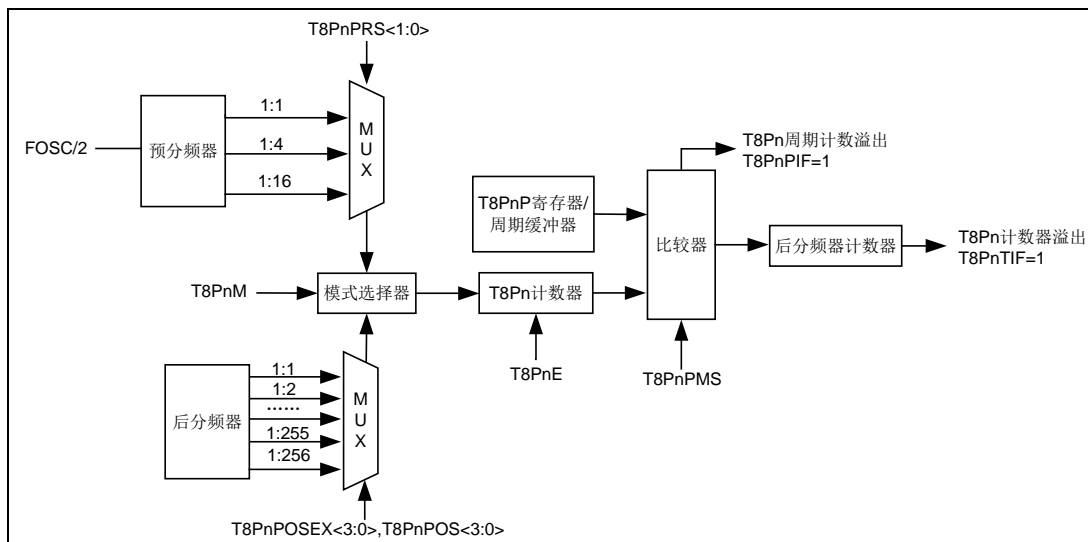 T8PnPRS<1:0>
1:1
1:4
1:16
FOSC/2
预分频器
M
U
X
T8Pn周期计数溢出
T8PnPIF=1
T8PnP寄存器/
周期缓冲器
比较器
后分频器计数器
T8Pn计数器溢出
T8PnTIF=1
T8PnM
模式选择器
T8Pn计数器
T8PnE
T8PnPMS
后分频器
1:1
1:2
……
1:255
1:256
M
U
X
T8PnPOSEX<3:0>,T8PnPOS<3:0>